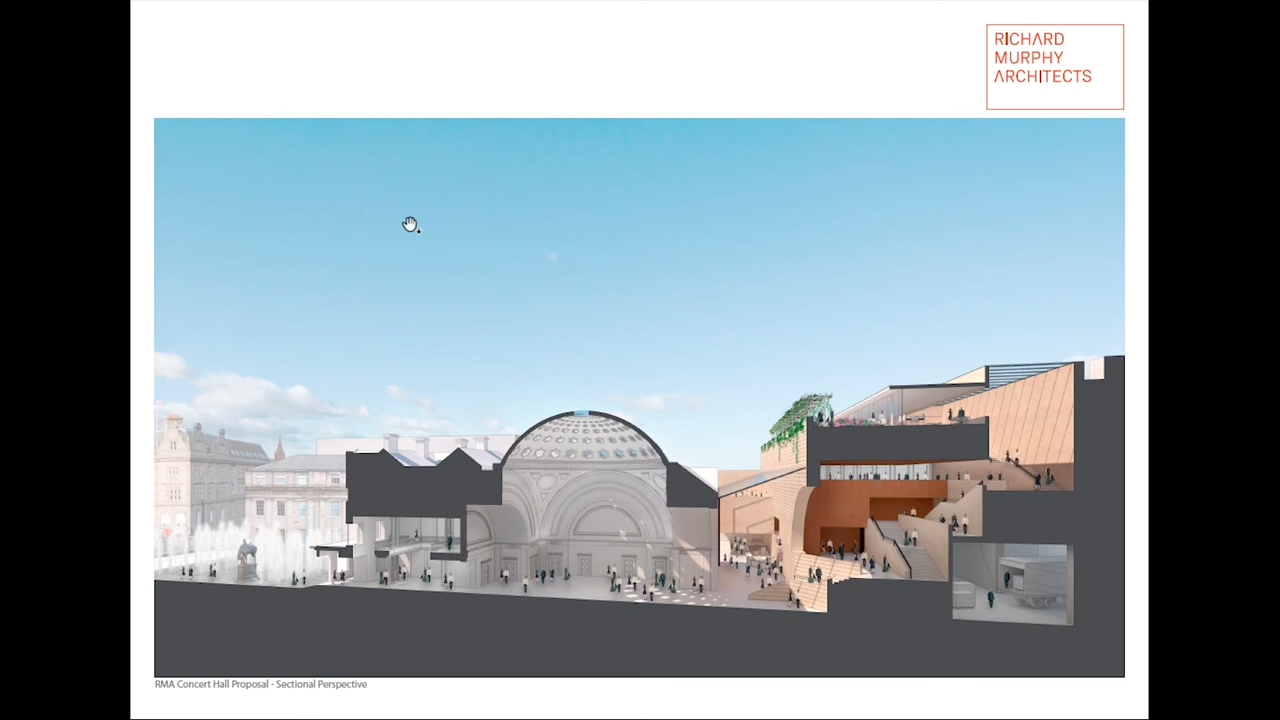 RICHARD
MURPHY
ARCHITECTS
RMA Concert Hall Proposal - Sectional Perspective